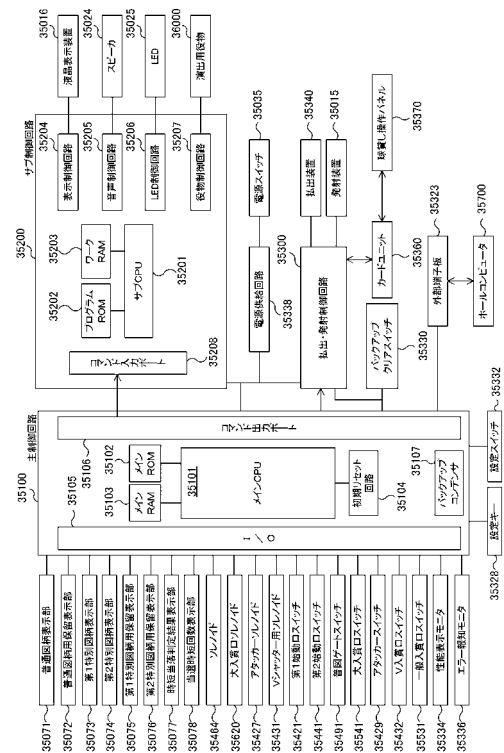 35016
液晶表示装置
35024
スピーカ
35025
LED
36000
演出用役物
サブ制御回路
35200
35204
表示制御回路
35205
音声制御回路
35206
LED制御回路
35207
役物制御回路
35203
ワーク
RAM
35202
プログラム
ROM
35201
サブCPU
35208
コマンド入力ポート
35035
電源スイッチ
35338
電源供給回路
35340
払出装置
35015
発射装置
35300
払出・発射制御回路
35370
球貸し操作パネル
35360
カードユニット
35330
バックアップ
クリアスイッチ
35323
外部端子板
35700
ホールコンピュータ
主制御回路
35100
コマンド出力ポート
35106
35102
メイン
ROM
35103
メイン
RAM
35105
35101
メインCPU
35104
初期リセット
回路
35107
バックアップ
コンデンサ
I/O
35332
設定スイッチ
35328
設定キー
35071
普通図柄表示部
35072
普通図柄用保留表示部
35073
第1特別図柄表示部
35074
第2特別図柄表示部
35075
第1特別図柄用保留表示部
35076
第2特別図柄用保留表示部
35077
時短当落判定結果表示部
35078
当選時短回数表示部
35464
ソレノイド
35620
大入賞口ソレノイド
35427
アタッカーソレノイド
35431
Vシャッター用ソレノイド
35421
第1始動口スイッチ
35441
第2始動口スイッチ
35491
普図ゲートスイッチ
35541
大入賞口スイッチ
35429
アタッカースイッチ
35432
V入賞口スイッチ
35531
一般入賞口スイッチ
35334
性能表示モニタ
35336
エラー報知モニタ